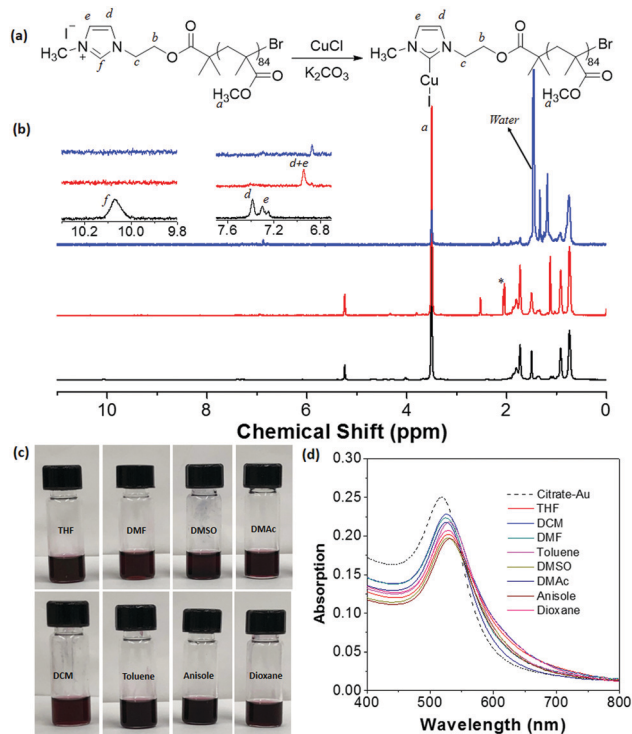 (a)
e d
I⁻
H₃C N + N
f c b
O O
Br
84
O O
H₃CO
a
CuCl
K₂CO₃
e d
H₃C N N
c b
O O
Br
84
O O
H₃CO
a
Cu
I
(b)
a
Water
f
d+e
d e
10.2 10.0 9.8
7.6 7.2 6.8
*
10 8 6 4 2 0
Chemical Shift (ppm)
(c)
THF DMF DMSO DMAc
DCM Toluene Anisole Dioxane
(d)
0.30
0.25
0.20
0.15
0.10
0.05
0.00
Absorption
Citrate-Au
THF
DCM
DMF
Toluene
DMSO
DMAc
Anisole
Dioxane
400 500 600 700 800
Wavelength (nm)